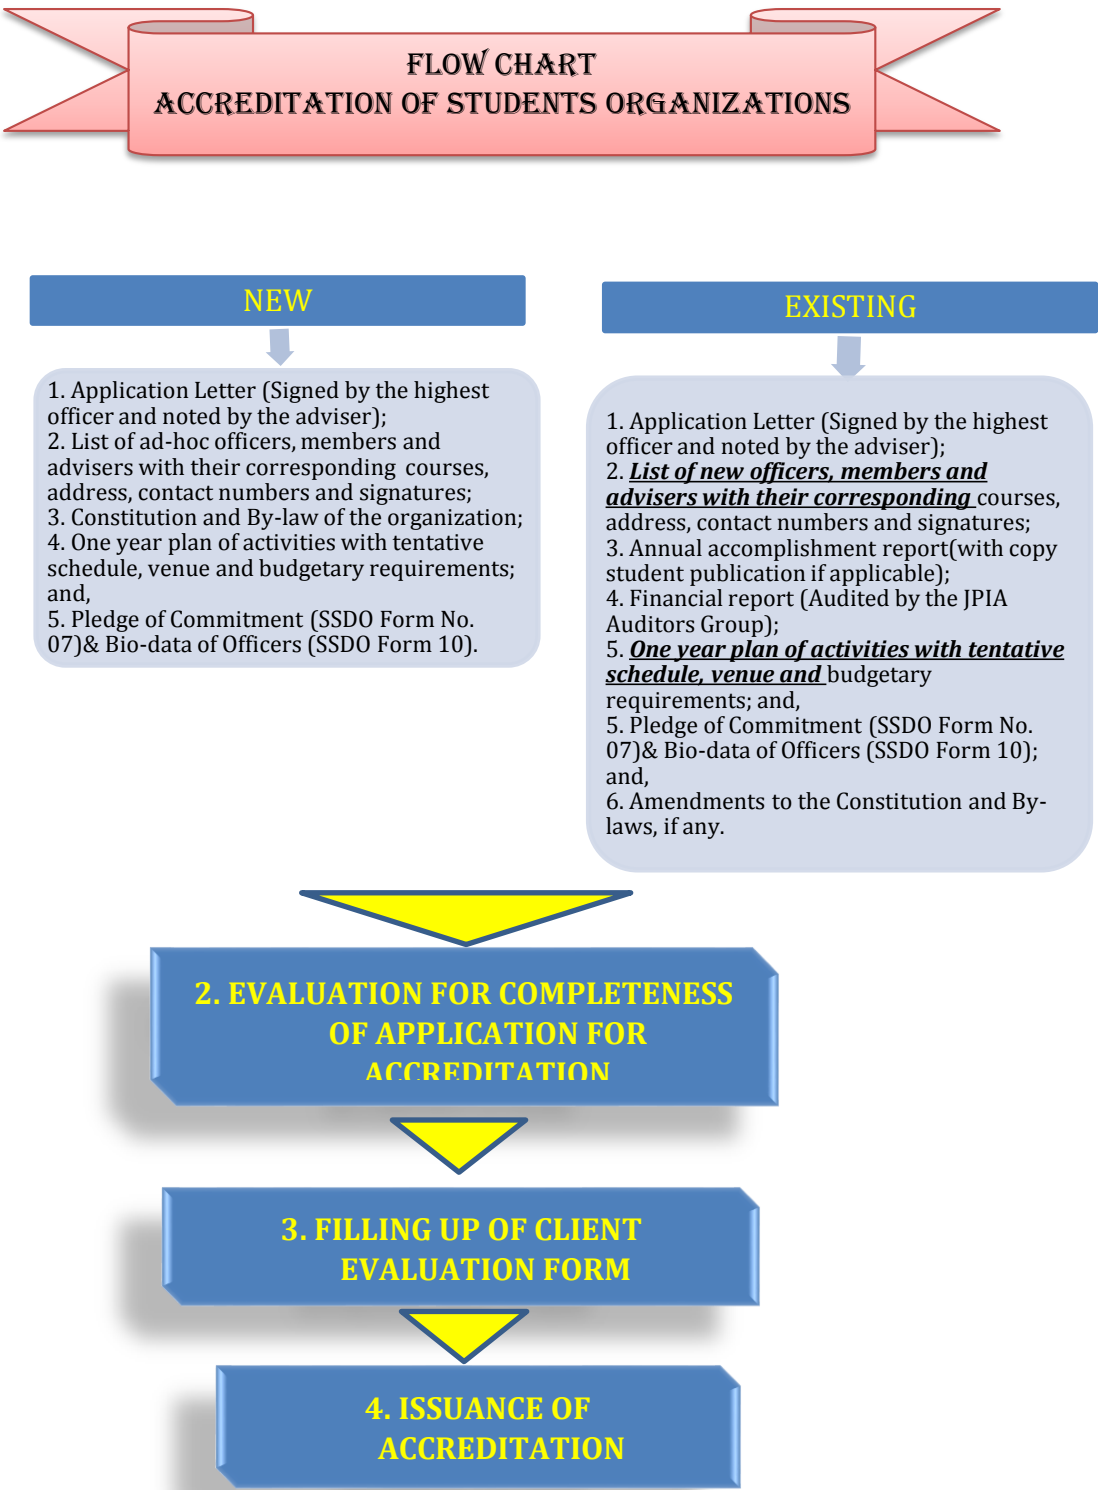 FLOW CHART
ACCREDITATION OF STUDENTS ORGANIZATIONS
NEW
1. Application Letter (Signed by the highest
officer and noted by the adviser);
2. List of ad-hoc officers, members and
advisers with their corresponding courses,
address, contact numbers and signatures;
3. Constitution and By-law of the organization;
4. One year plan of activities with tentative
schedule, venue and budgetary requirements;
and,
5. Pledge of Commitment (SSDO Form No.
07)& Bio-data of Officers (SSDO Form 10).
EXISTING
1. Application Letter (Signed by the highest
officer and noted by the adviser);
2. List of new officers, members and
advisers with their corresponding courses,
address, contact numbers and signatures;
3. Annual accomplishment report(with copy
student publication if applicable);
4. Financial report (Audited by the JPIA
Auditors Group);
5. One year plan of activities with tentative
schedule, venue and budgetary
requirements; and,
5. Pledge of Commitment (SSDO Form No.
07)& Bio-data of Officers (SSDO Form 10);
and,
6. Amendments to the Constitution and By-
laws, if any.
2. EVALUATION FOR COMPLETENESS
OF APPLICATION FOR
ACCREDITATION
3. FILLING UP OF CLIENT
EVALUATION FORM
4. ISSUANCE OF
ACCREDITATION